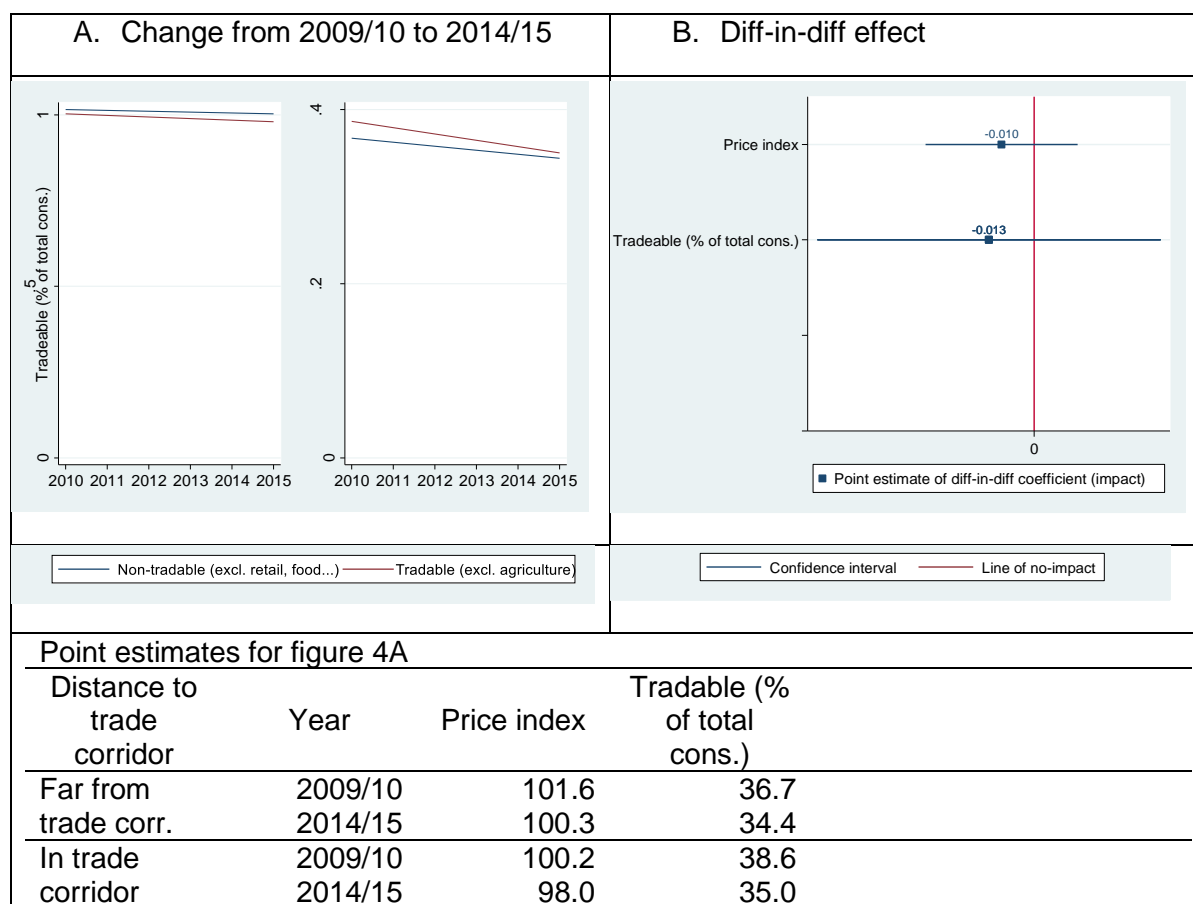 A. Change from 2009/10 to 2014/15
B. Diff-in-diff effect
Tradeable (% of total cons.)
1
.5
0
2010 2011 2012 2013 2014 2015
.4
.2
0
2010 2011 2012 2013 2014 2015
Price index
-0.010
Tradeable (% of total cons.)
-0.013
0
Point estimate of diff-in-diff coefficient (impact)
Non-tradable (excl. retail, food...)
Tradable (excl. agriculture)
Confidence interval
Line of no-impact
Point estimates for figure 4A
Distance to
trade
corridor
Year
Price index
Tradable (%
of total
cons.)
Far from 2009/10 101.6 36.7
trade corr. 2014/15 100.3 34.4
In trade 2009/10 100.2 38.6
corridor 2014/15 98.0 35.0